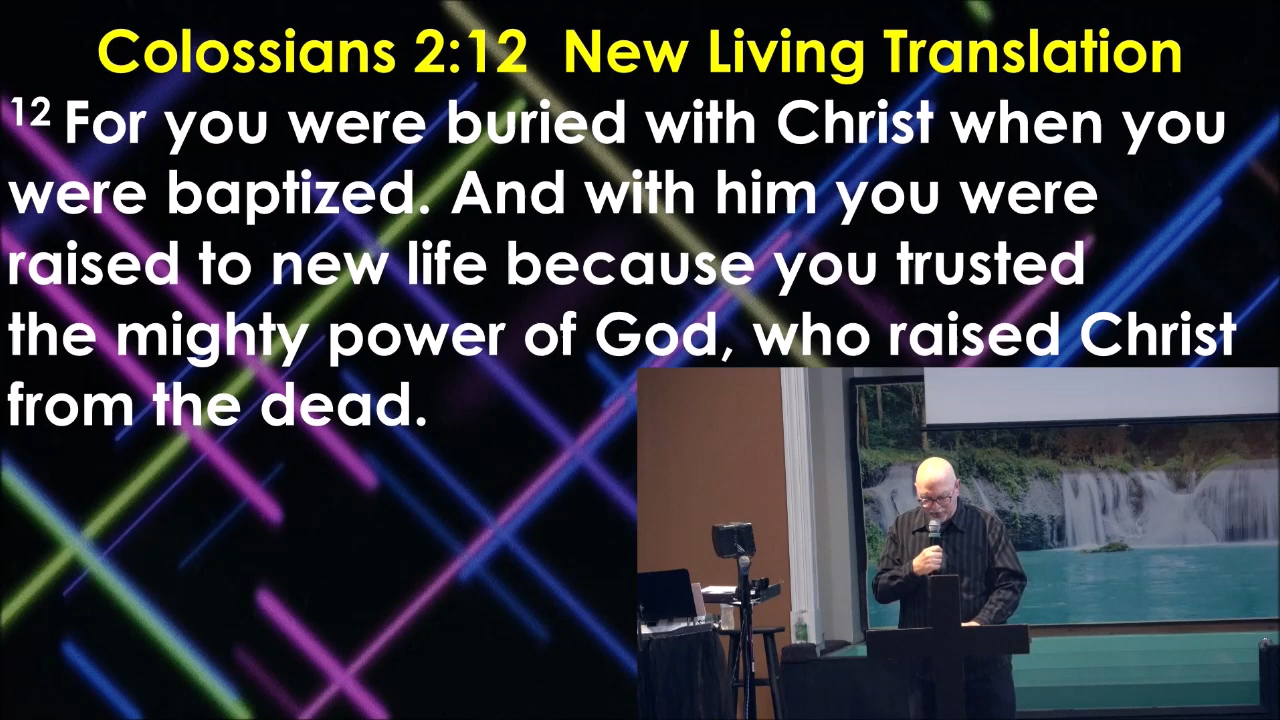 Colossians 2:12  New Living Translation
12 For you were buried with Christ when you
were baptized. And with him you were
raised to new life because you trusted
the mighty power of God, who raised Christ
from the dead.